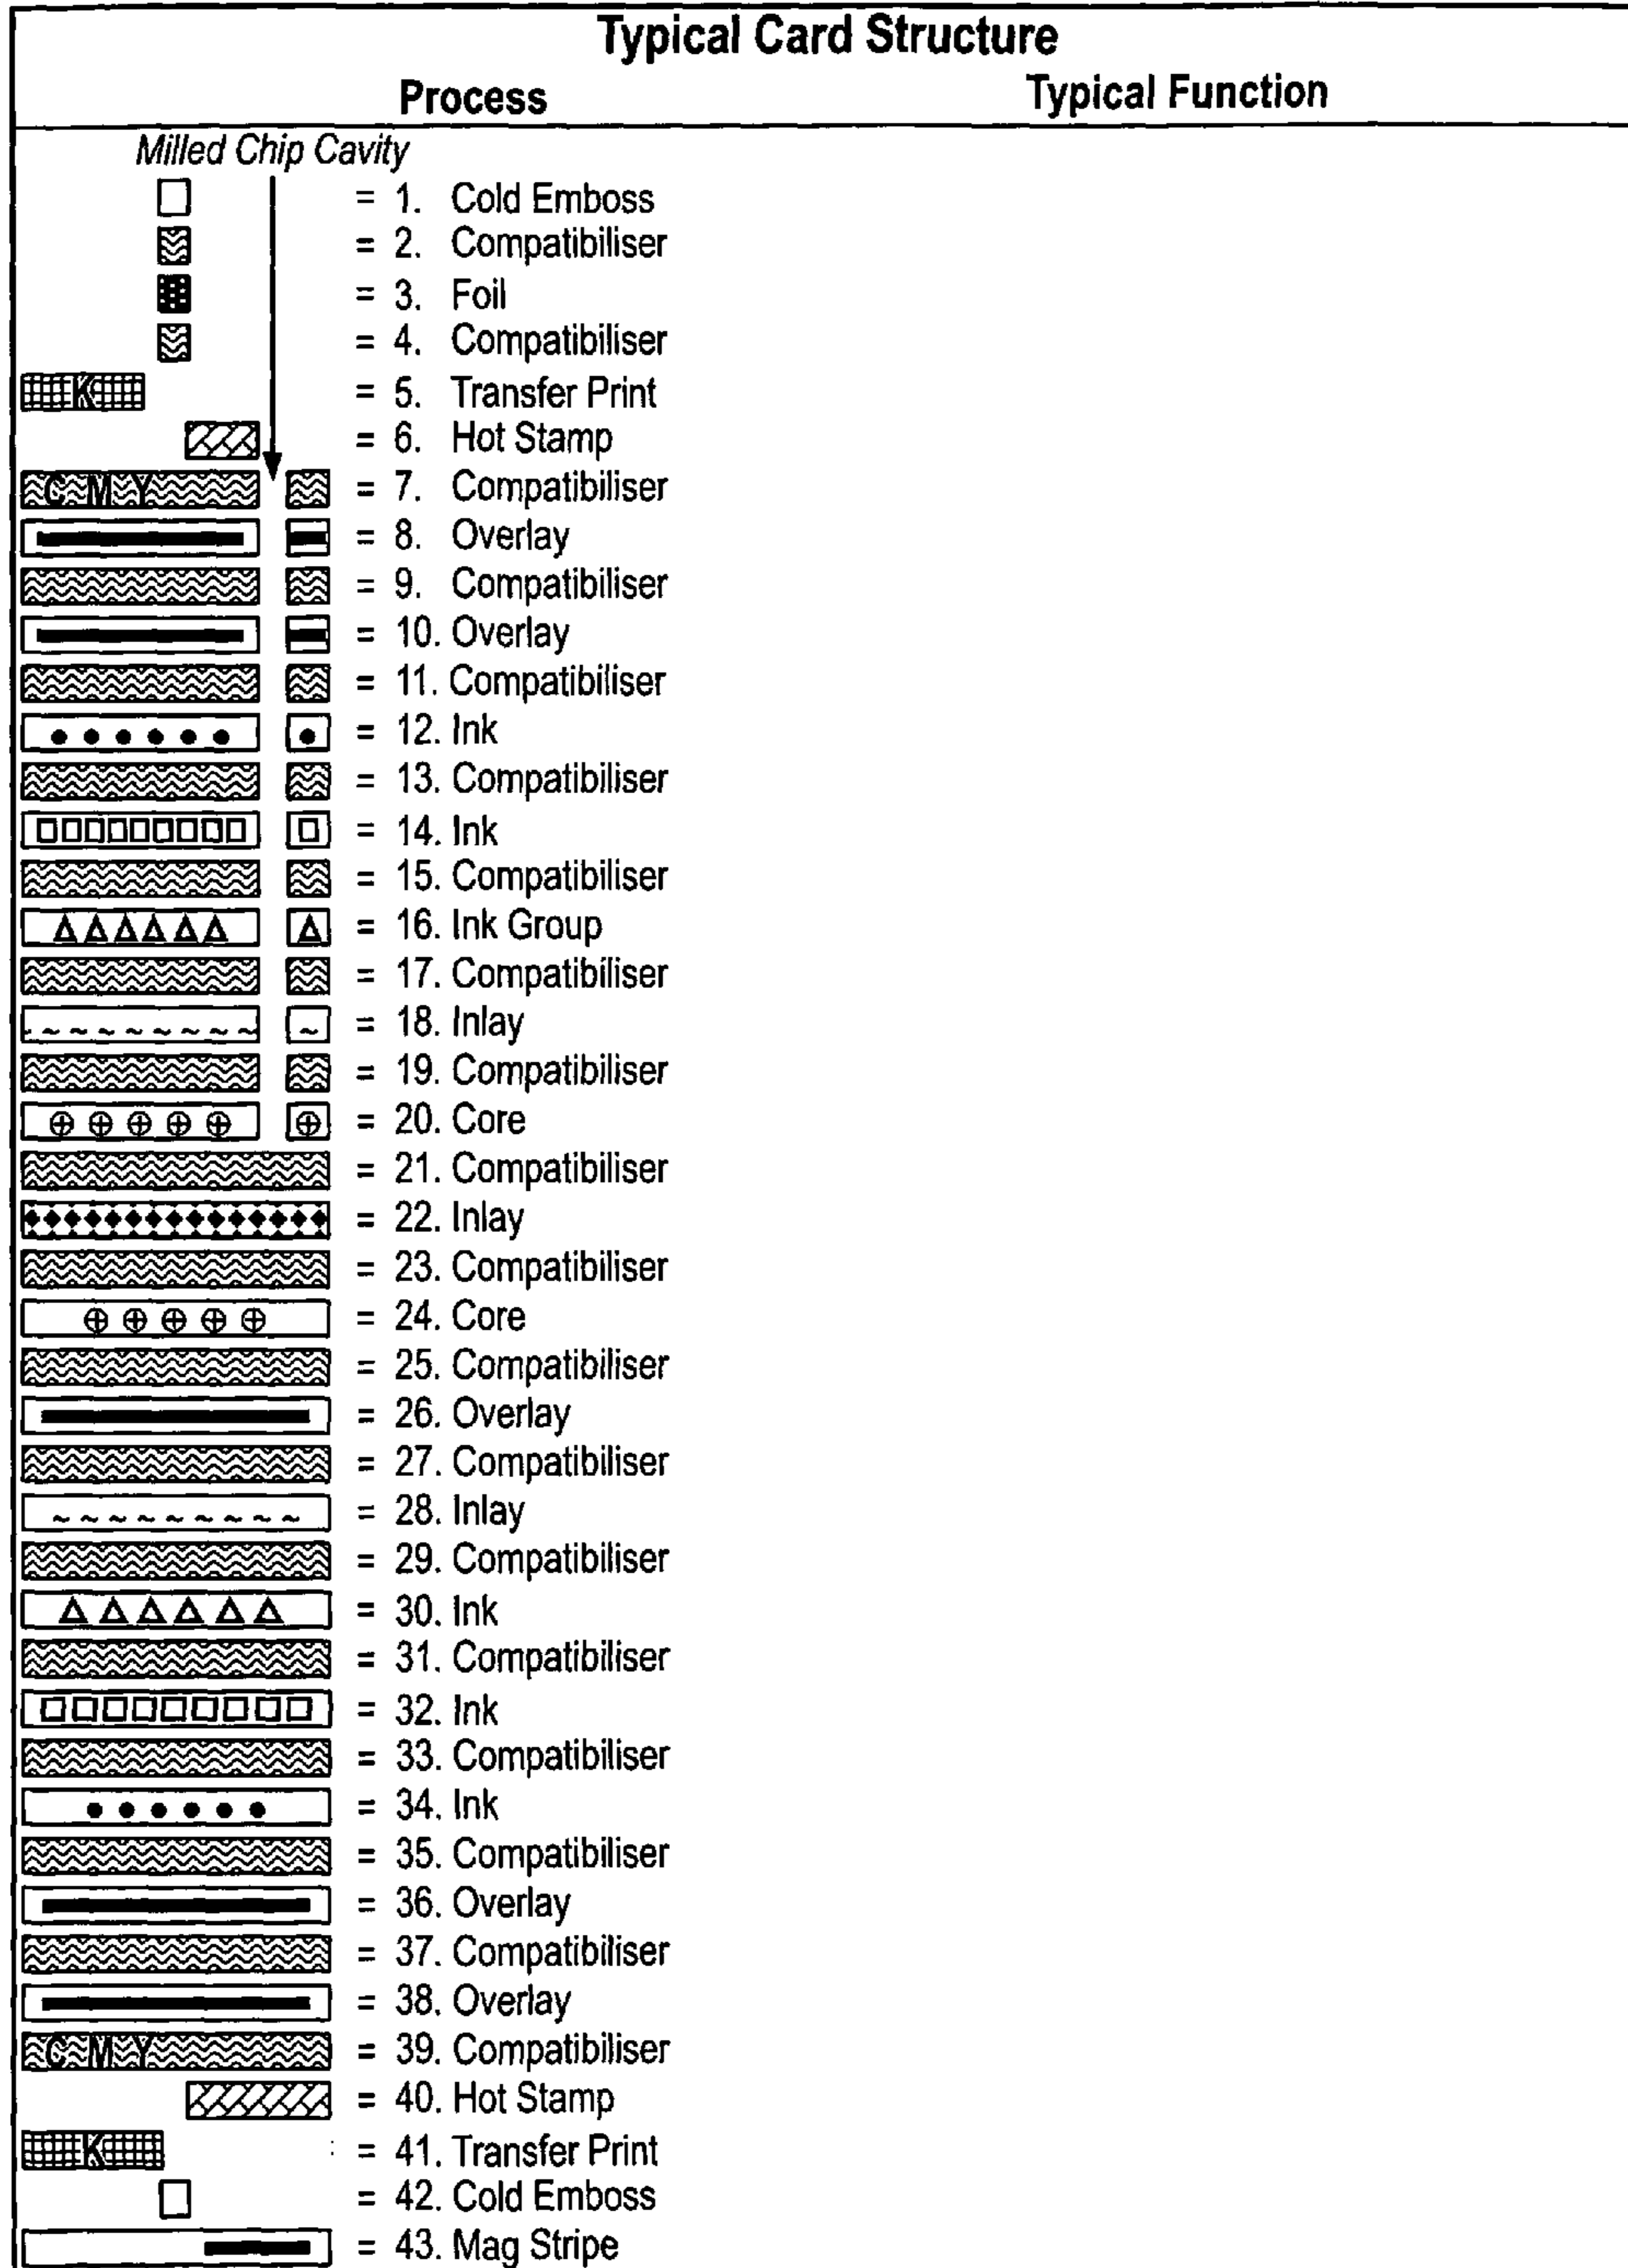 Typical Card Structure
Process Typical Function
Milled Chip Cavity
= 1. Cold Emboss
= 2. Compatibiliser
= 3. Foil
= 4. Compatibiliser
K = 5. Transfer Print
= 6. Hot Stamp
C M Y = 7. Compatibiliser
= 8. Overlay
= 9. Compatibiliser
= 10. Overlay
= 11. Compatibiliser
= 12. Ink
= 13. Compatibiliser
= 14. Ink
= 15. Compatibiliser
= 16. Ink Group
= 17. Compatibiliser
= 18. Inlay
= 19. Compatibiliser
= 20. Core
= 21. Compatibiliser
= 22. Inlay
= 23. Compatibiliser
= 24. Core
= 25. Compatibiliser
= 26. Overlay
= 27. Compatibiliser
= 28. Inlay
= 29. Compatibiliser
= 30. Ink
= 31. Compatibiliser
= 32. Ink
= 33. Compatibiliser
= 34. Ink
= 35. Compatibiliser
= 36. Overlay
= 37. Compatibiliser
= 38. Overlay
C M Y = 39. Compatibiliser
= 40. Hot Stamp
K = 41. Transfer Print
= 42. Cold Emboss
= 43. Mag Stripe